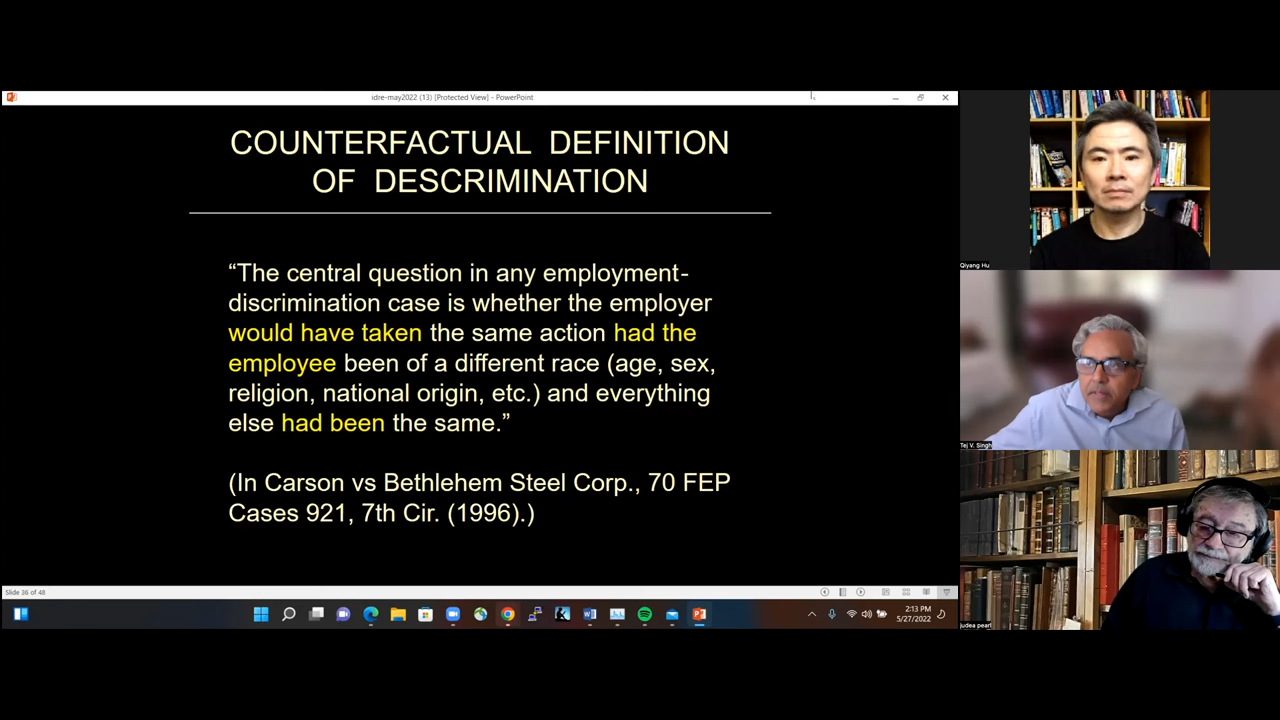 ıdre-may2022 (13) [Protected View] - PowerPoint
COUNTERFACTUAL DEFINITION
OF DESCRIMINATION
“The central question in any employment-
discrimination case is whether the employer
would have taken the same action had the
employee been of a different race (age, sex,
religion, national origin, etc.) and everything
else had been the same.”
(In Carson vs Bethlehem Steel Corp., 70 FEP
Cases 921, 7th Cir. (1996).)
Slide 36 of 48
2:13 PM
5/27/2022
Qiyang Hu
Tej V. Singh
judea pearl